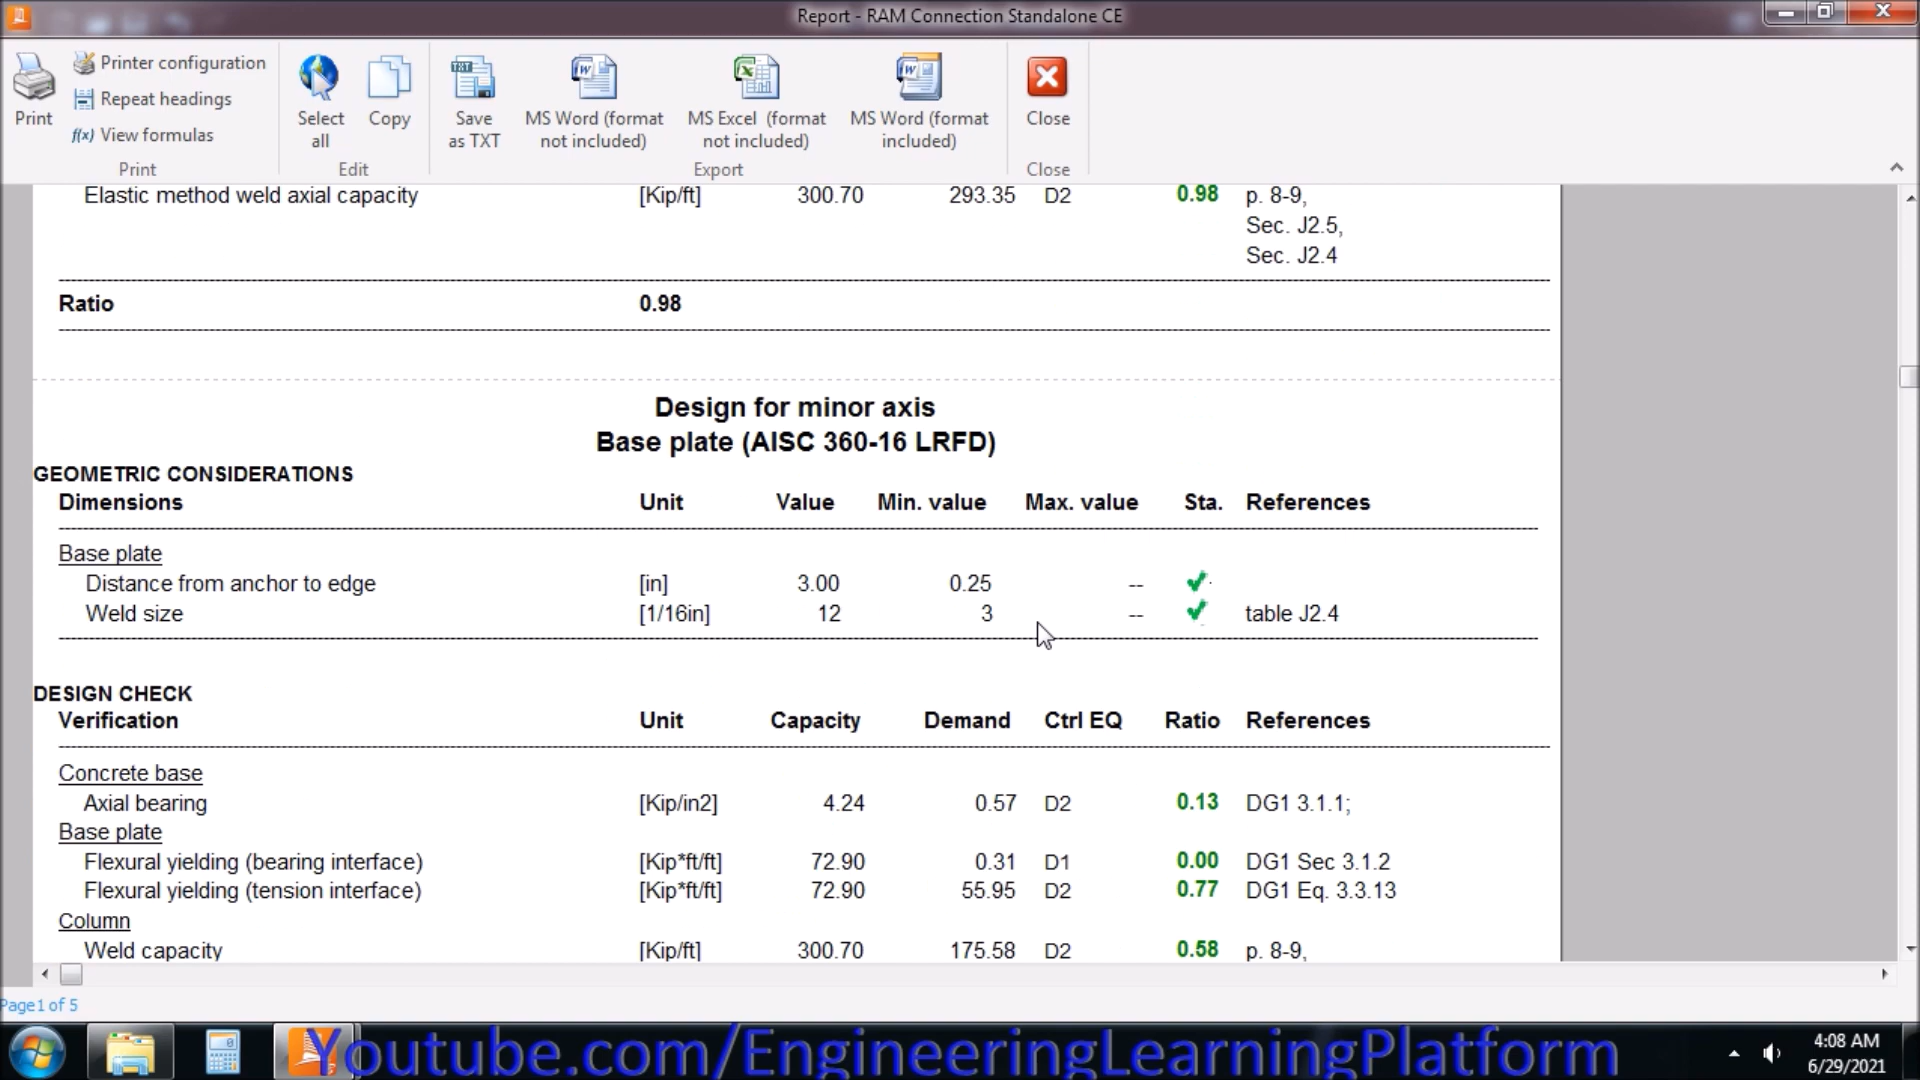 Report - RAM Connection Standalone CE
Print
Printer configuration
Repeat headings
f(x) View formulas
Print
Select all
Copy
Edit
TXT
Save as TXT
MS Word (format not included)
MS Excel (format not included)
MS Word (format included)
Export
Close
Close
Elastic method weld axial capacity [Kip/ft] 300.70 293.35 D2 0.98 p. 8-9,
Sec. J2.5,
Sec. J2.4
Ratio 0.98
Design for minor axis
Base plate (AISC 360-16 LRFD)
GEOMETRIC CONSIDERATIONS
Dimensions Unit Value Min. value Max. value Sta. References
Base plate
Distance from anchor to edge [in] 3.00 0.25 --
Weld size [1/16in] 12 3 -- table J2.4
DESIGN CHECK
Verification Unit Capacity Demand Ctrl EQ Ratio References
Concrete base
Axial bearing [Kip/in2] 4.24 0.57 D2 0.13 DG1 3.1.1;
Base plate
Flexural yielding (bearing interface) [Kip*ft/ft] 72.90 0.31 D1 0.00 DG1 Sec 3.1.2
Flexural yielding (tension interface) [Kip*ft/ft] 72.90 55.95 D2 0.77 DG1 Eq. 3.3.13
Column
Weld capacity [Kip/ft] 300.70 175.58 D2 0.58 p. 8-9,
Page1 of 5
Youtube.com/EngineeringLearningPlatform
4:08 AM
6/29/2021